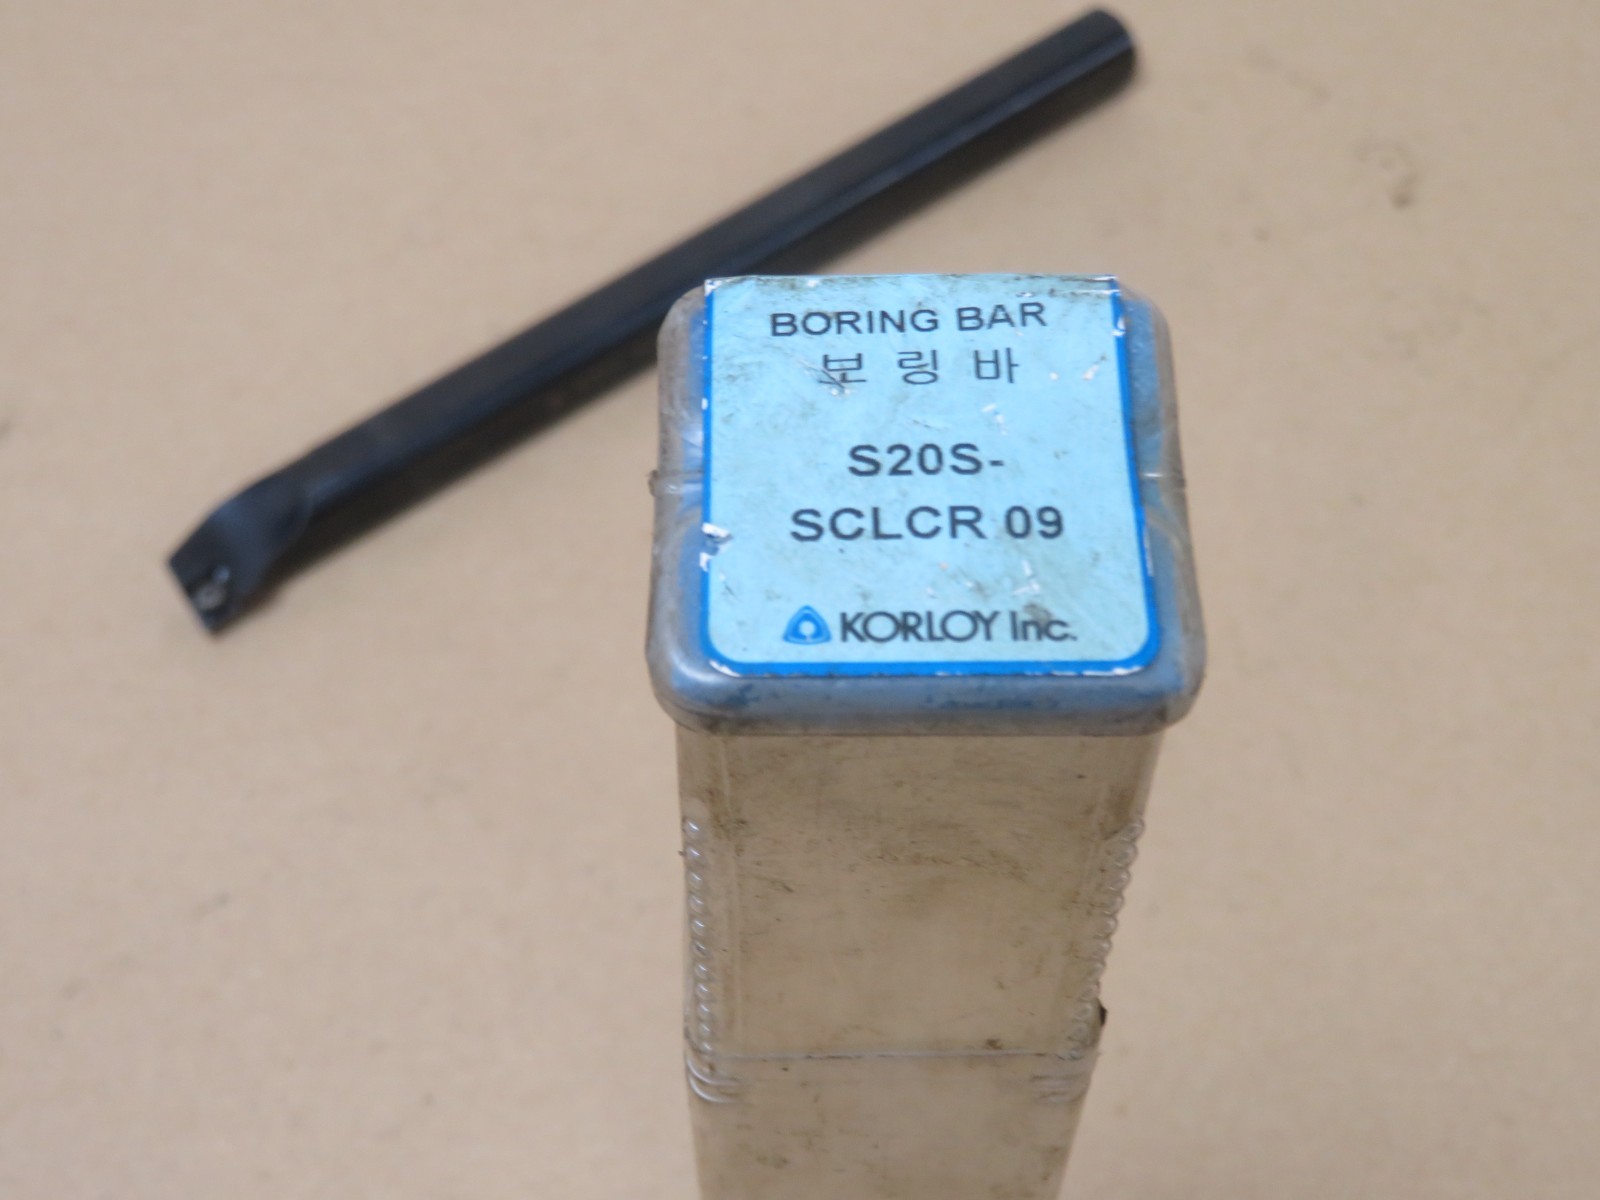 BORING BAR
보 링 바
S20S-
SCLCR 09
KORLOY Inc.